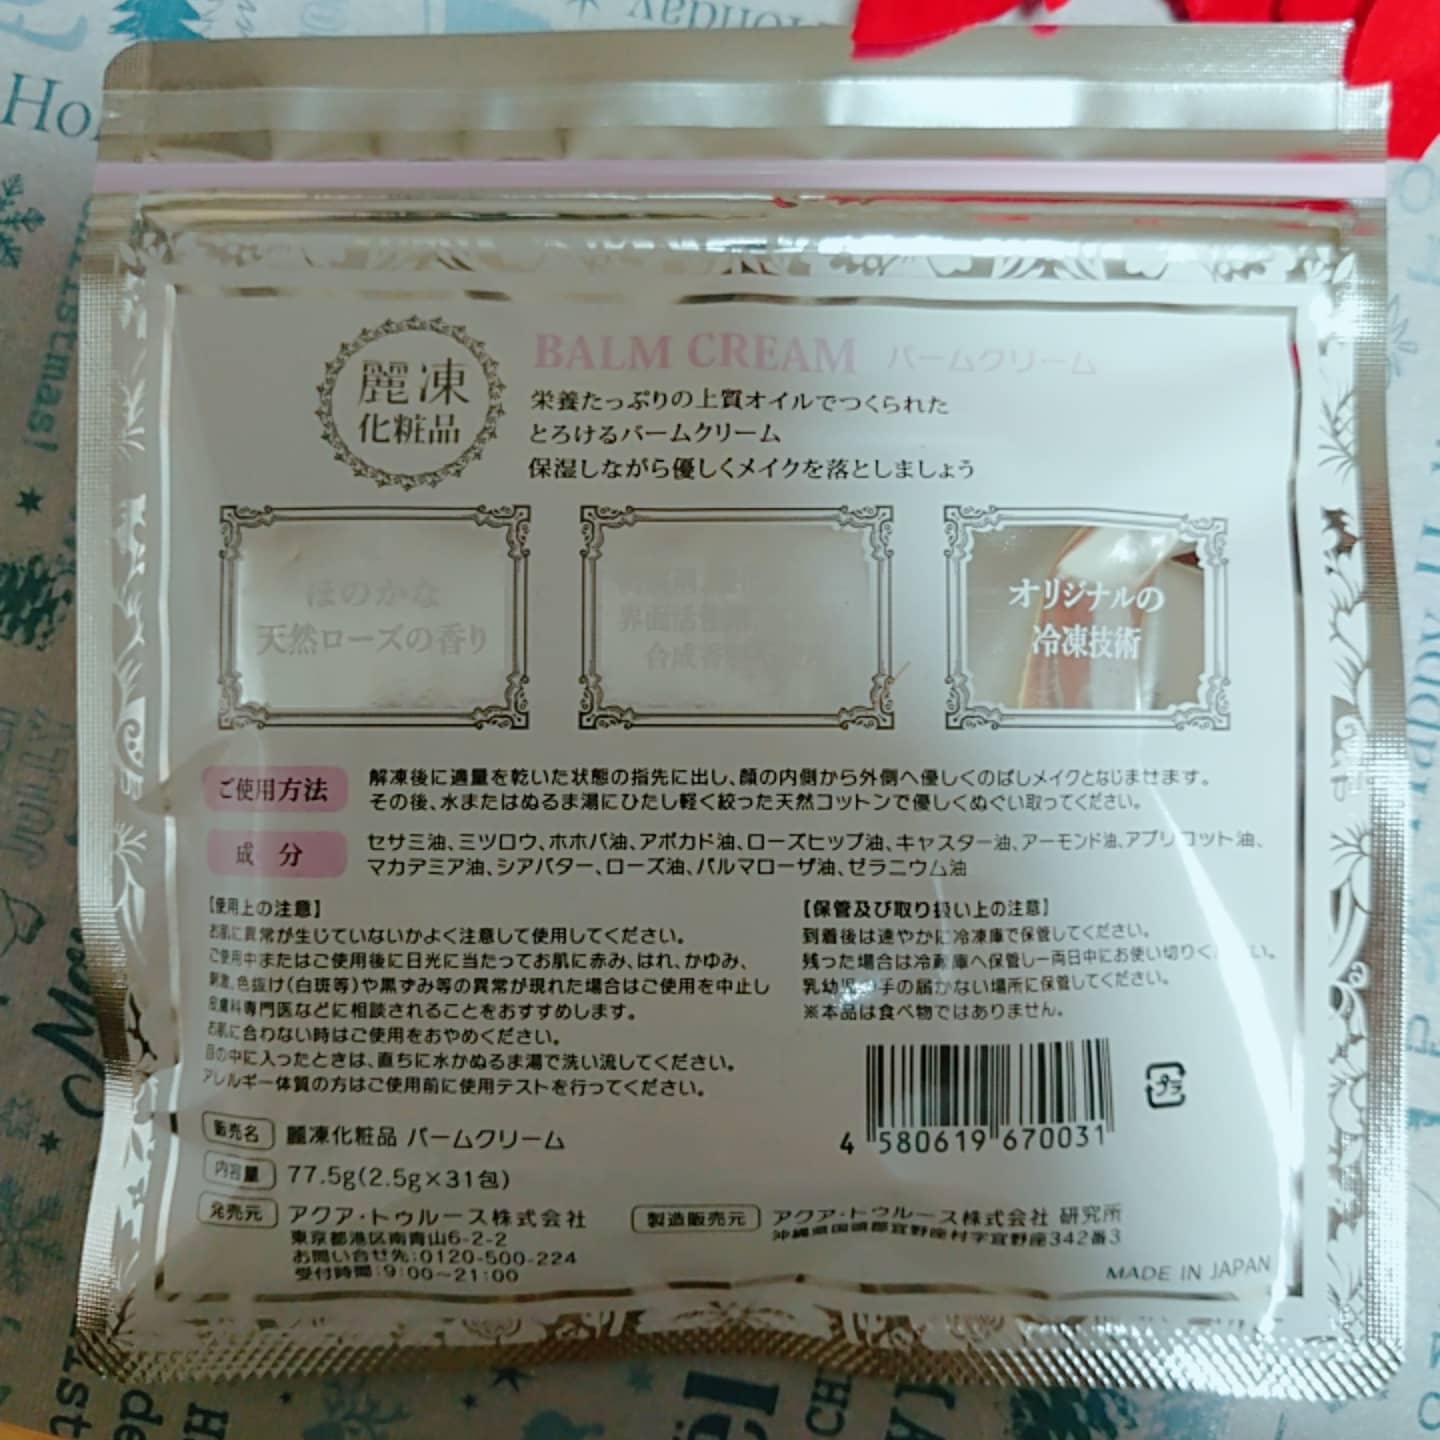 麗凍
化粧品
BALM CREAM バームクリーム
栄養たっぷりの上質オイルでつくられた
とろけるバームクリーム
保湿しながら優しくメイクを落としましょう
ほのかな
天然ローズの香り
界面活性剤
合成香
オリジナルの
冷凍技術
ご使用方法
解凍後に適量を乾いた状態の指先に出し、顔の内側から外側へ優しくのばしメイクとなじませます。
その後、水またはぬるま湯にひたし軽く絞った天然コットンで優しくぬぐい取ってください。
成 分
セサミ油、ミツロウ、ホホバ油、アボカド油、ローズヒップ油、キャスター油、アーモンド油、アプリコット油、
マカデミア油、シアバター、ローズ油、パルマローザ油、ゼラニウム油
【使用上の注意】
お肌に異常が生じていないかよく注意して使用してください。
ご使用中またはご使用後に日光に当たってお肌に赤み、はれ、かゆみ、
刺激、色抜け(白斑等)や黒ずみ等の異常が現れた場合はご使用を中止し
皮膚科専門医などに相談されることをおすすめします。
お肌に合わない時はご使用をおやめください。
目の中に入ったときは、直ちに水かぬるま湯で洗い流してください。
アレルギー体質の方はご使用前に使用テストを行ってください。
【保管及び取り扱い上の注意】
到着後は速やかに冷凍庫で保管してください。
残った場合は冷蔵庫へ保管し一両日中にお使い切りください。
乳幼児の手の届かない場所に保管してください。
※本品は食べ物ではありません。
4 580619 670031
プラ
販売名 麗凍化粧品 バームクリーム
内容量 77.5g(2.5g×31包)
発売元 アクア・トゥルース株式会社
東京都港区南青山6-2-2
お問い合せ先:0120-500-224
受付時間:9:00~21:00
製造販売元 アクア・トゥルース株式会社 研究所
沖縄県国頭郡宜野座村字宜野座342番3
MADE IN JAPAN